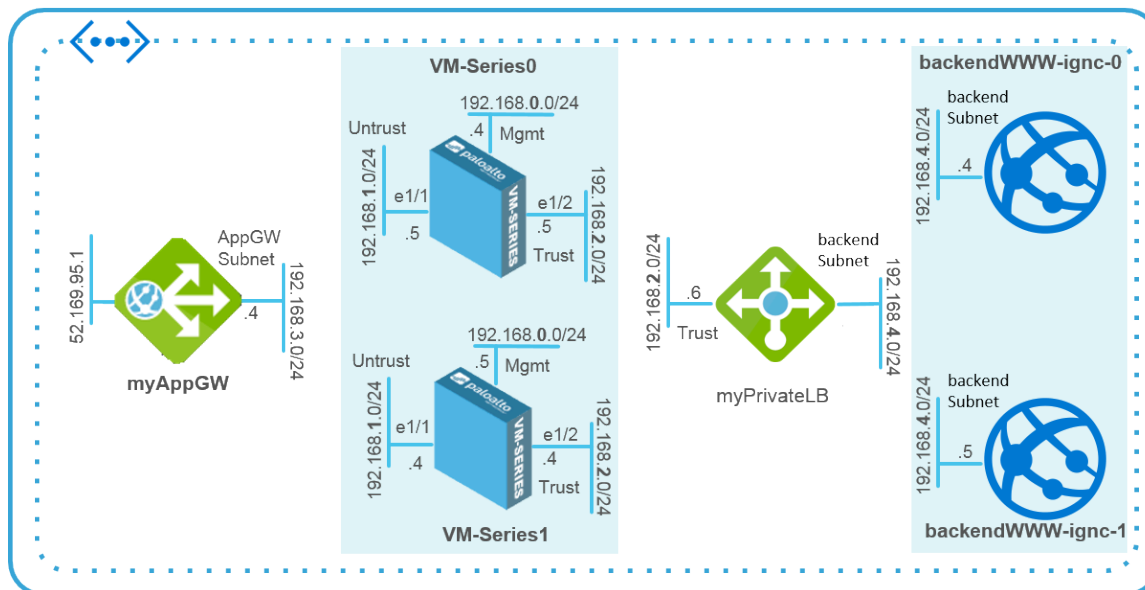 VM-Series0
192.168.0.0/24
.4
Mgmt
Untrust
192.168.1.0/24
e1/1
.5
paloalto
VM-SERIES
e1/2
.5
Trust
192.168.2.0/24
52.169.95.1
AppGW
Subnet
.4
192.168.3.0/24
myAppGW
192.168.0.0/24
.5
Mgmt
Untrust
192.168.1.0/24
e1/1
.4
paloalto
VM-SERIES
e1/2
.4
Trust
192.168.2.0/24
VM-Series1
192.168.2.0/24
.6
Trust
backend
Subnet
192.168.4.0/24
myPrivateLB
backendWWW-ignc-0
backend
Subnet
192.168.4.0/24
.4
backend
Subnet
192.168.4.0/24
.5
backendWWW-ignc-1